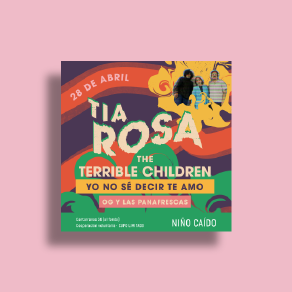 28 DE ABRIL
TIA
ROSA
THE
TERRIBLE CHILDREN
YO NO SÉ DECIR TE AMO
OG Y LAS PANAFRESCAS
NIÑO CAÍDO